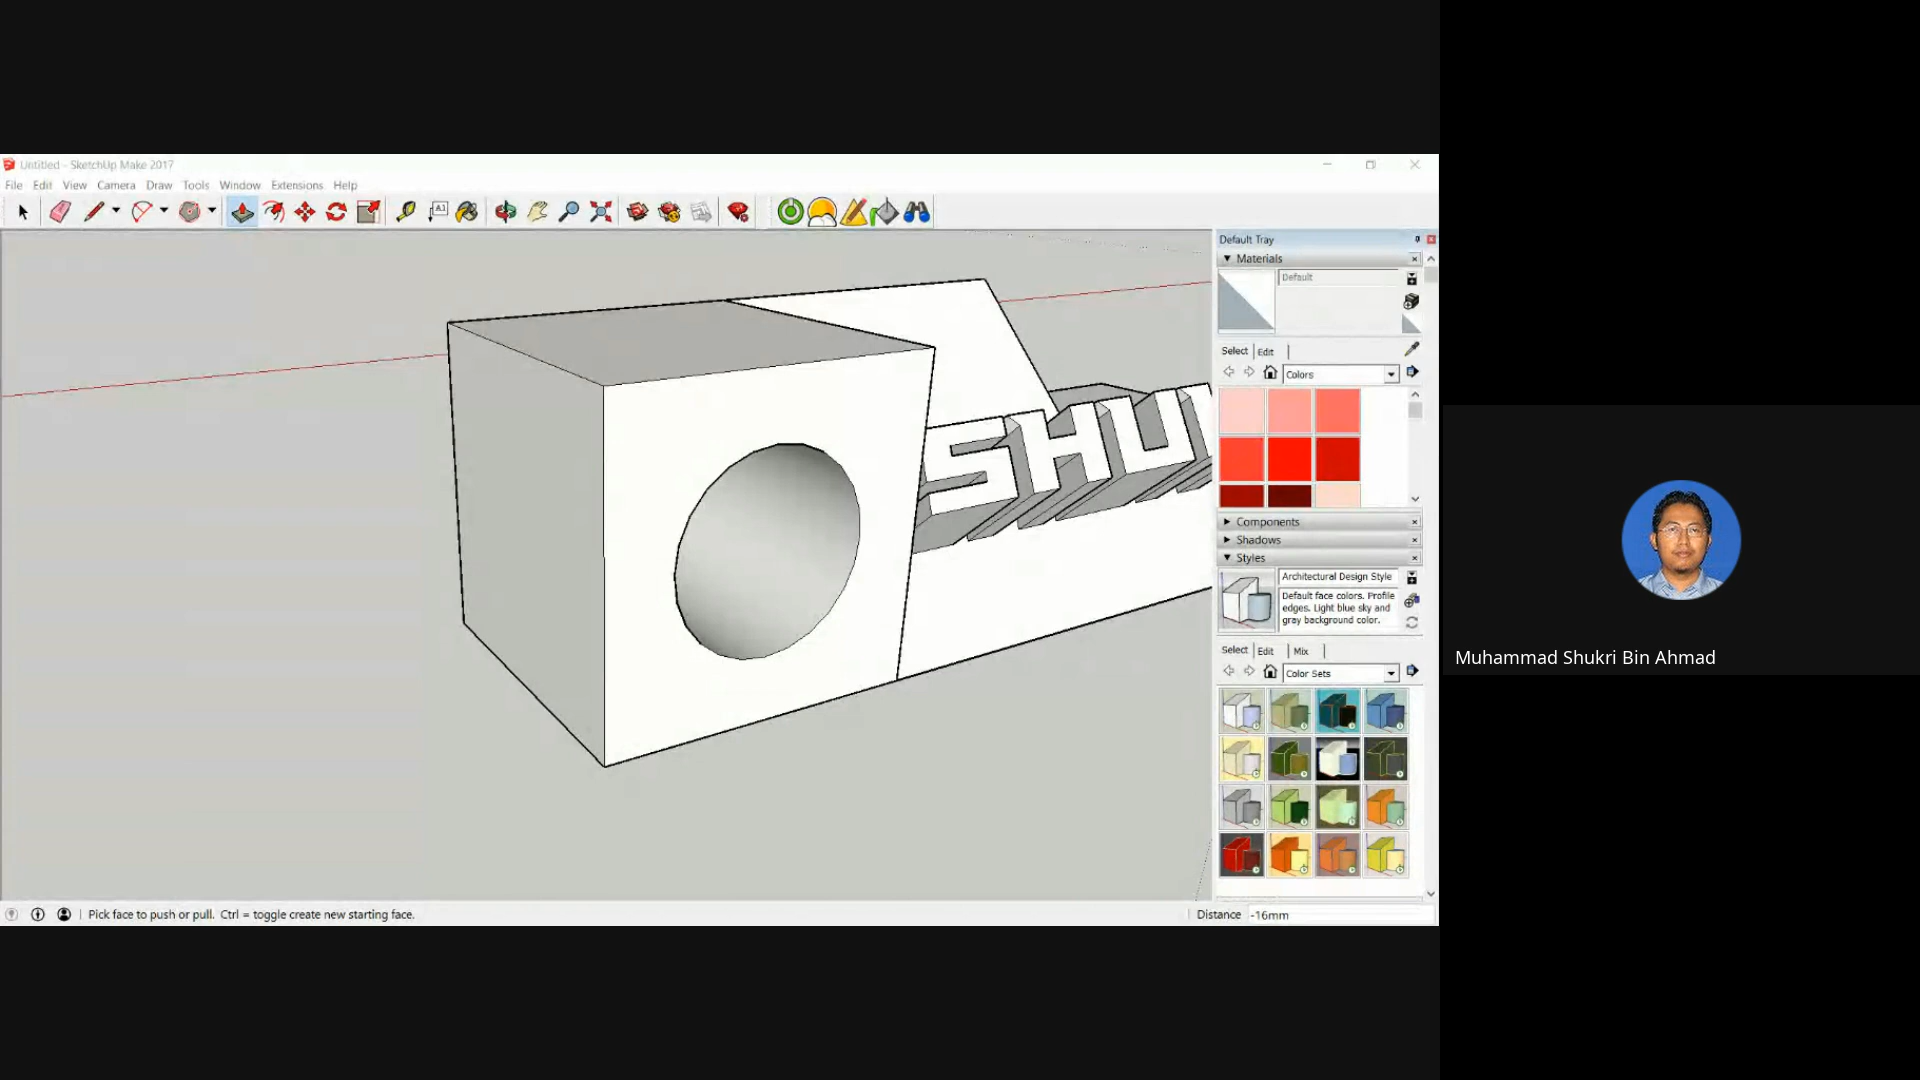 Untitled - SketchUp Make 2017
File Edit View Camera Draw Tools Window Extensions Help
A1
Default Tray
Materials
Default
Select Edit
Colors
SHU
Components
Shadows
Styles
Architectural Design Style
Default face colors. Profile
edges. Light blue sky and
gray background color.
Select Edit Mix
Color Sets
Muhammad Shukri Bin Ahmad
Pick face to push or pull. Ctrl = toggle create new starting face.
Distance -16mm